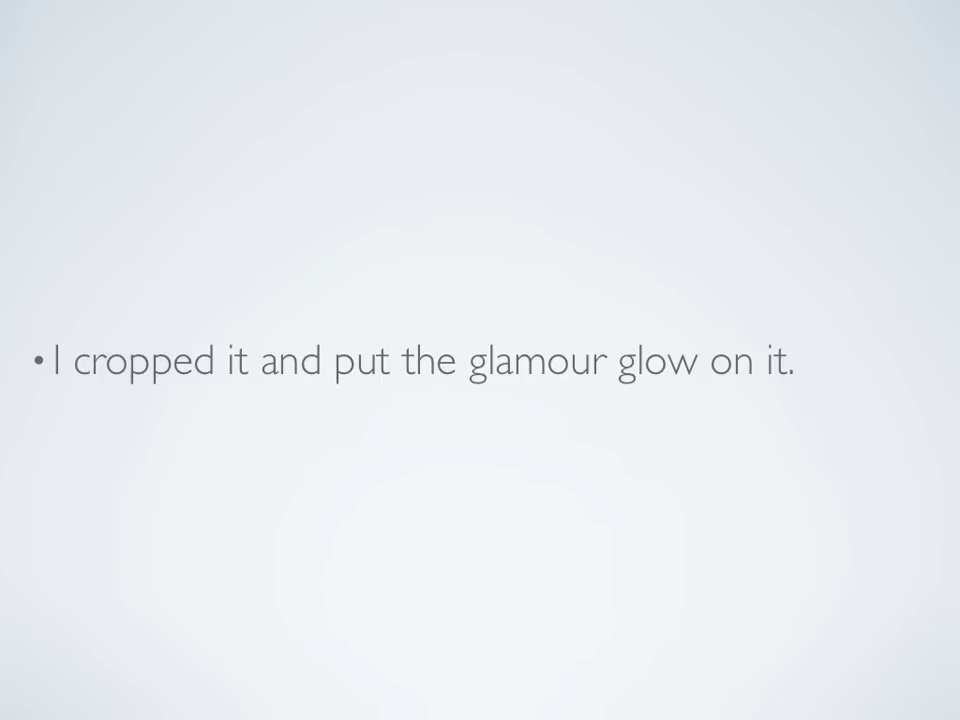 • I cropped it and put the glamour glow on it.